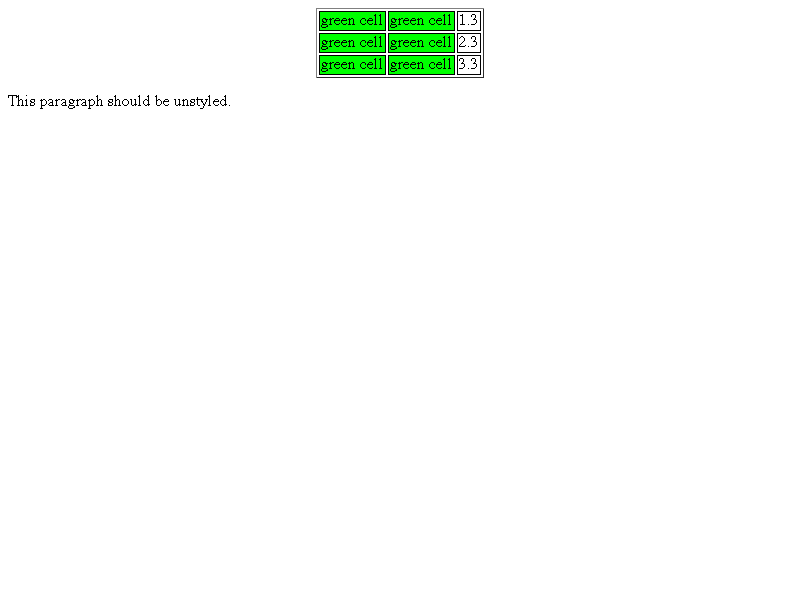 green cell green cell 1.3
green cell green cell 2.3
green cell green cell 3.3
This paragraph should be unstyled.